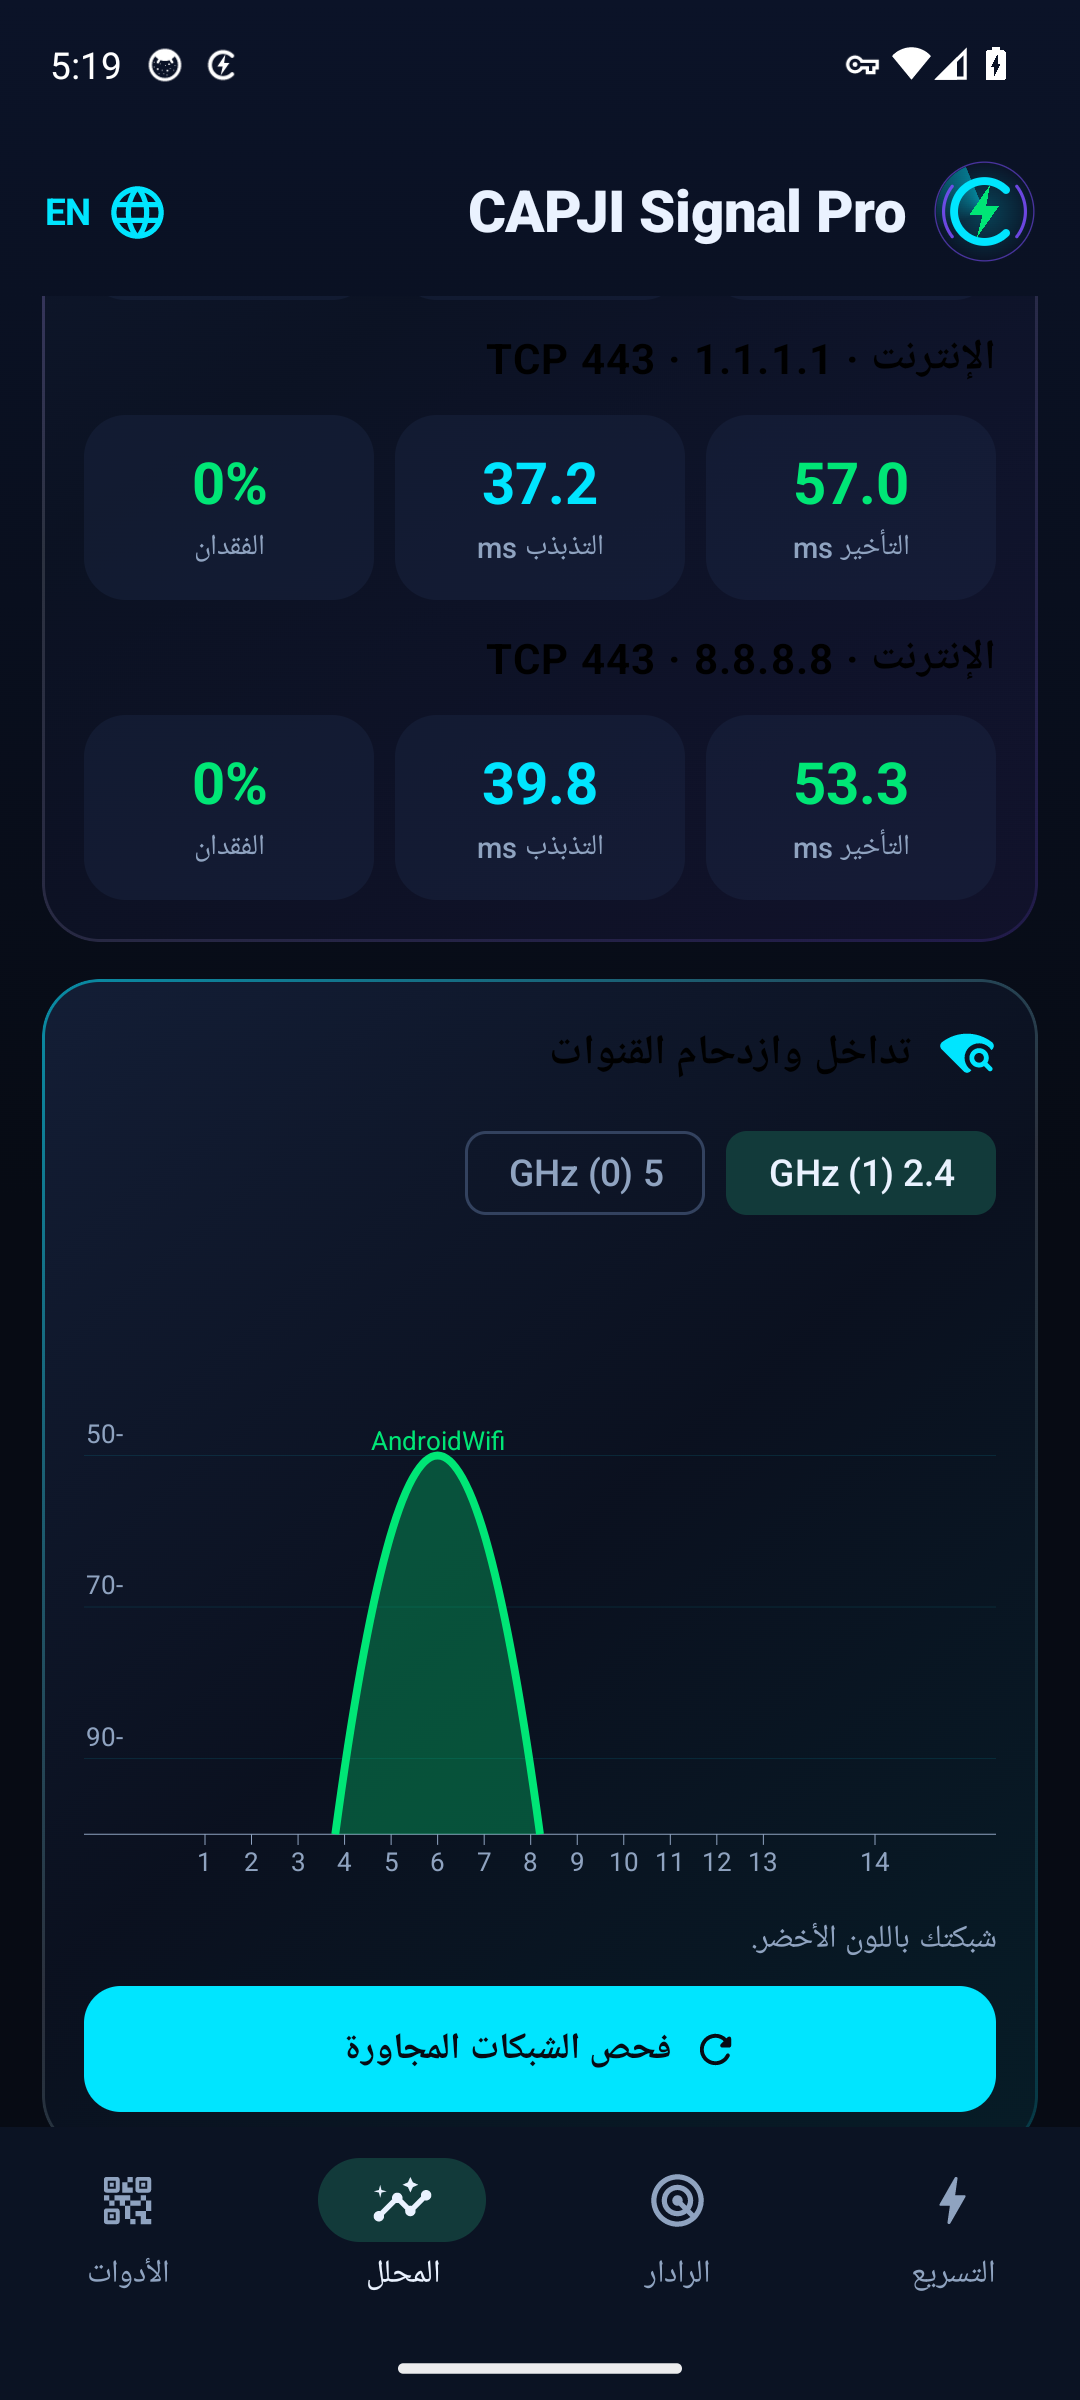 5:19
CAPJI Signal Pro
EN
الإنترنت · 1.1.1.1 · TCP 443
57.0 37.2 0%
التأخير ms التذبذب ms الفقدان
الإنترنت · 8.8.8.8 · TCP 443
53.3 39.8 0%
التأخير ms التذبذب ms الفقدان
تداخل وازدحام القنوات
2.4 GHz (1) 5 GHz (0)
50-
AndroidWifi
70-
90-
1 2 3 4 5 6 7 8 9 10 11 12 13 14
شبكتك باللون الأخضر.
فحص الشبكات المجاورة
التسريع الرادار المحلل الأدوات